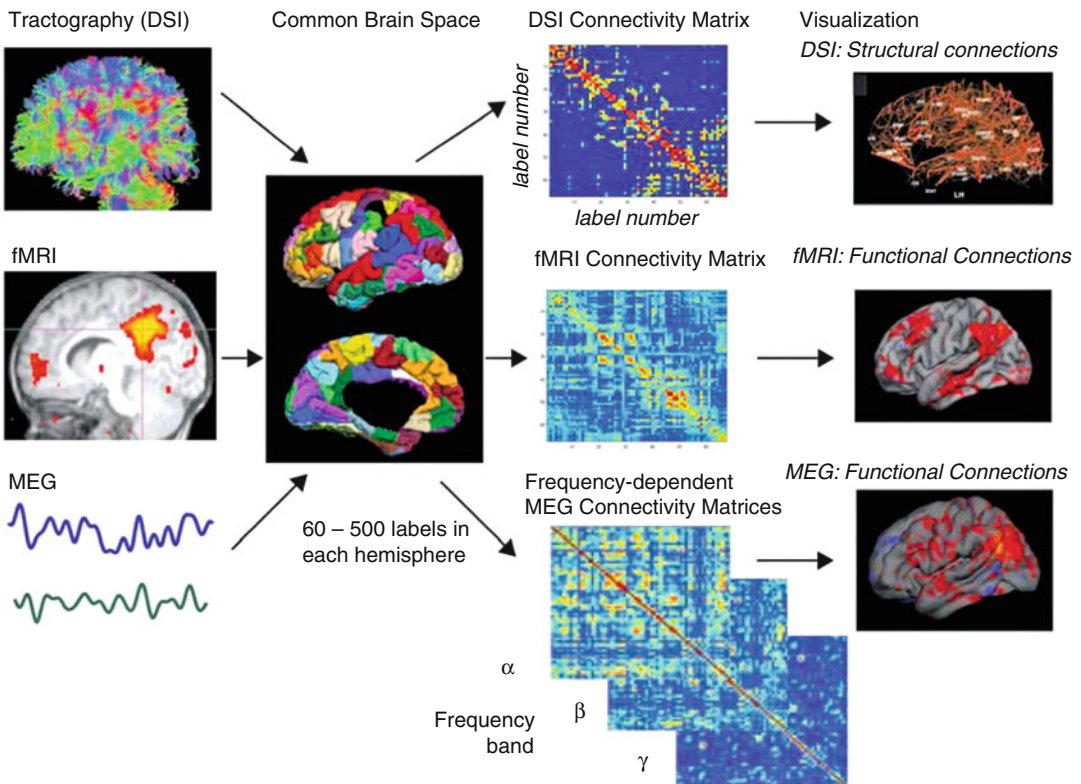 Tractography (DSI)
Common Brain Space
DSI Connectivity Matrix
Visualization
DSI: Structural connections
label number
label number
LH
fMRI
fMRI Connectivity Matrix
fMRI: Functional Connections
MEG
60 – 500 labels in
each hemisphere
Frequency-dependent
MEG Connectivity Matrices
MEG: Functional Connections
α
β
γ
Frequency
band